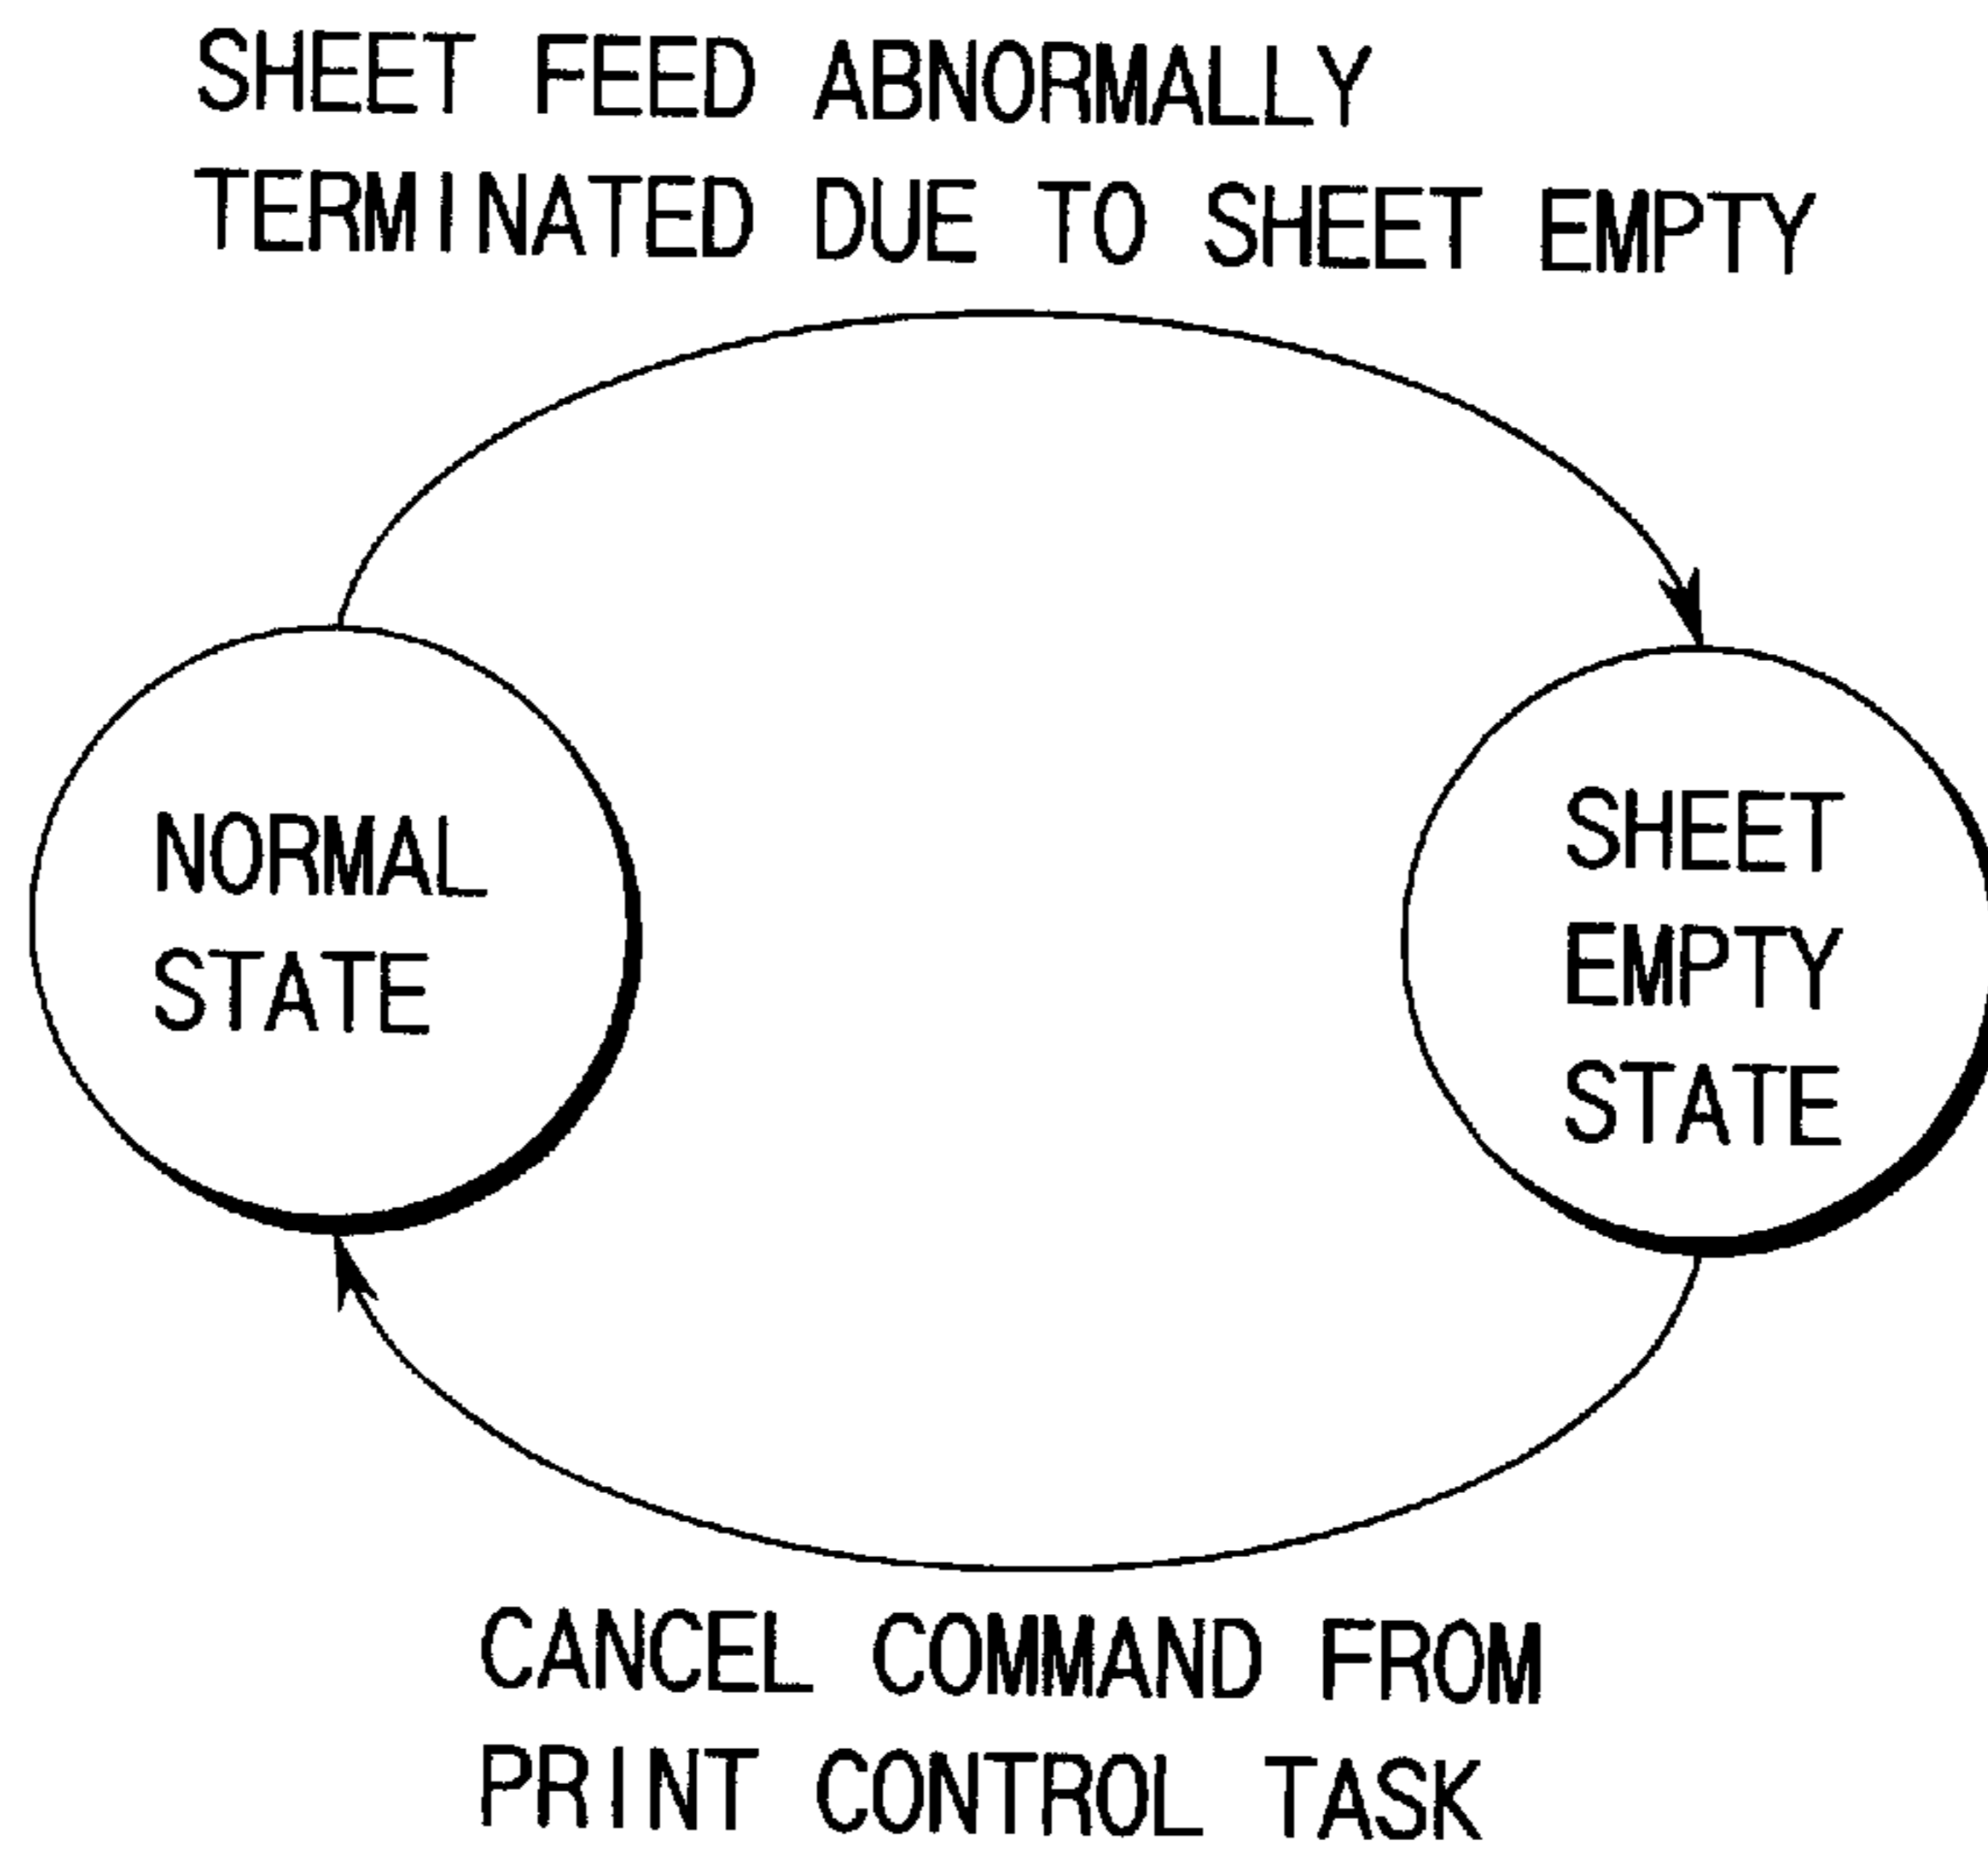 SHEET FEED ABNORMALLY
TERMINATED DUE TO SHEET EMPTY
NORMAL
STATE
SHEET
EMPTY
STATE
CANCEL COMMAND FROM
PRINT CONTROL TASK